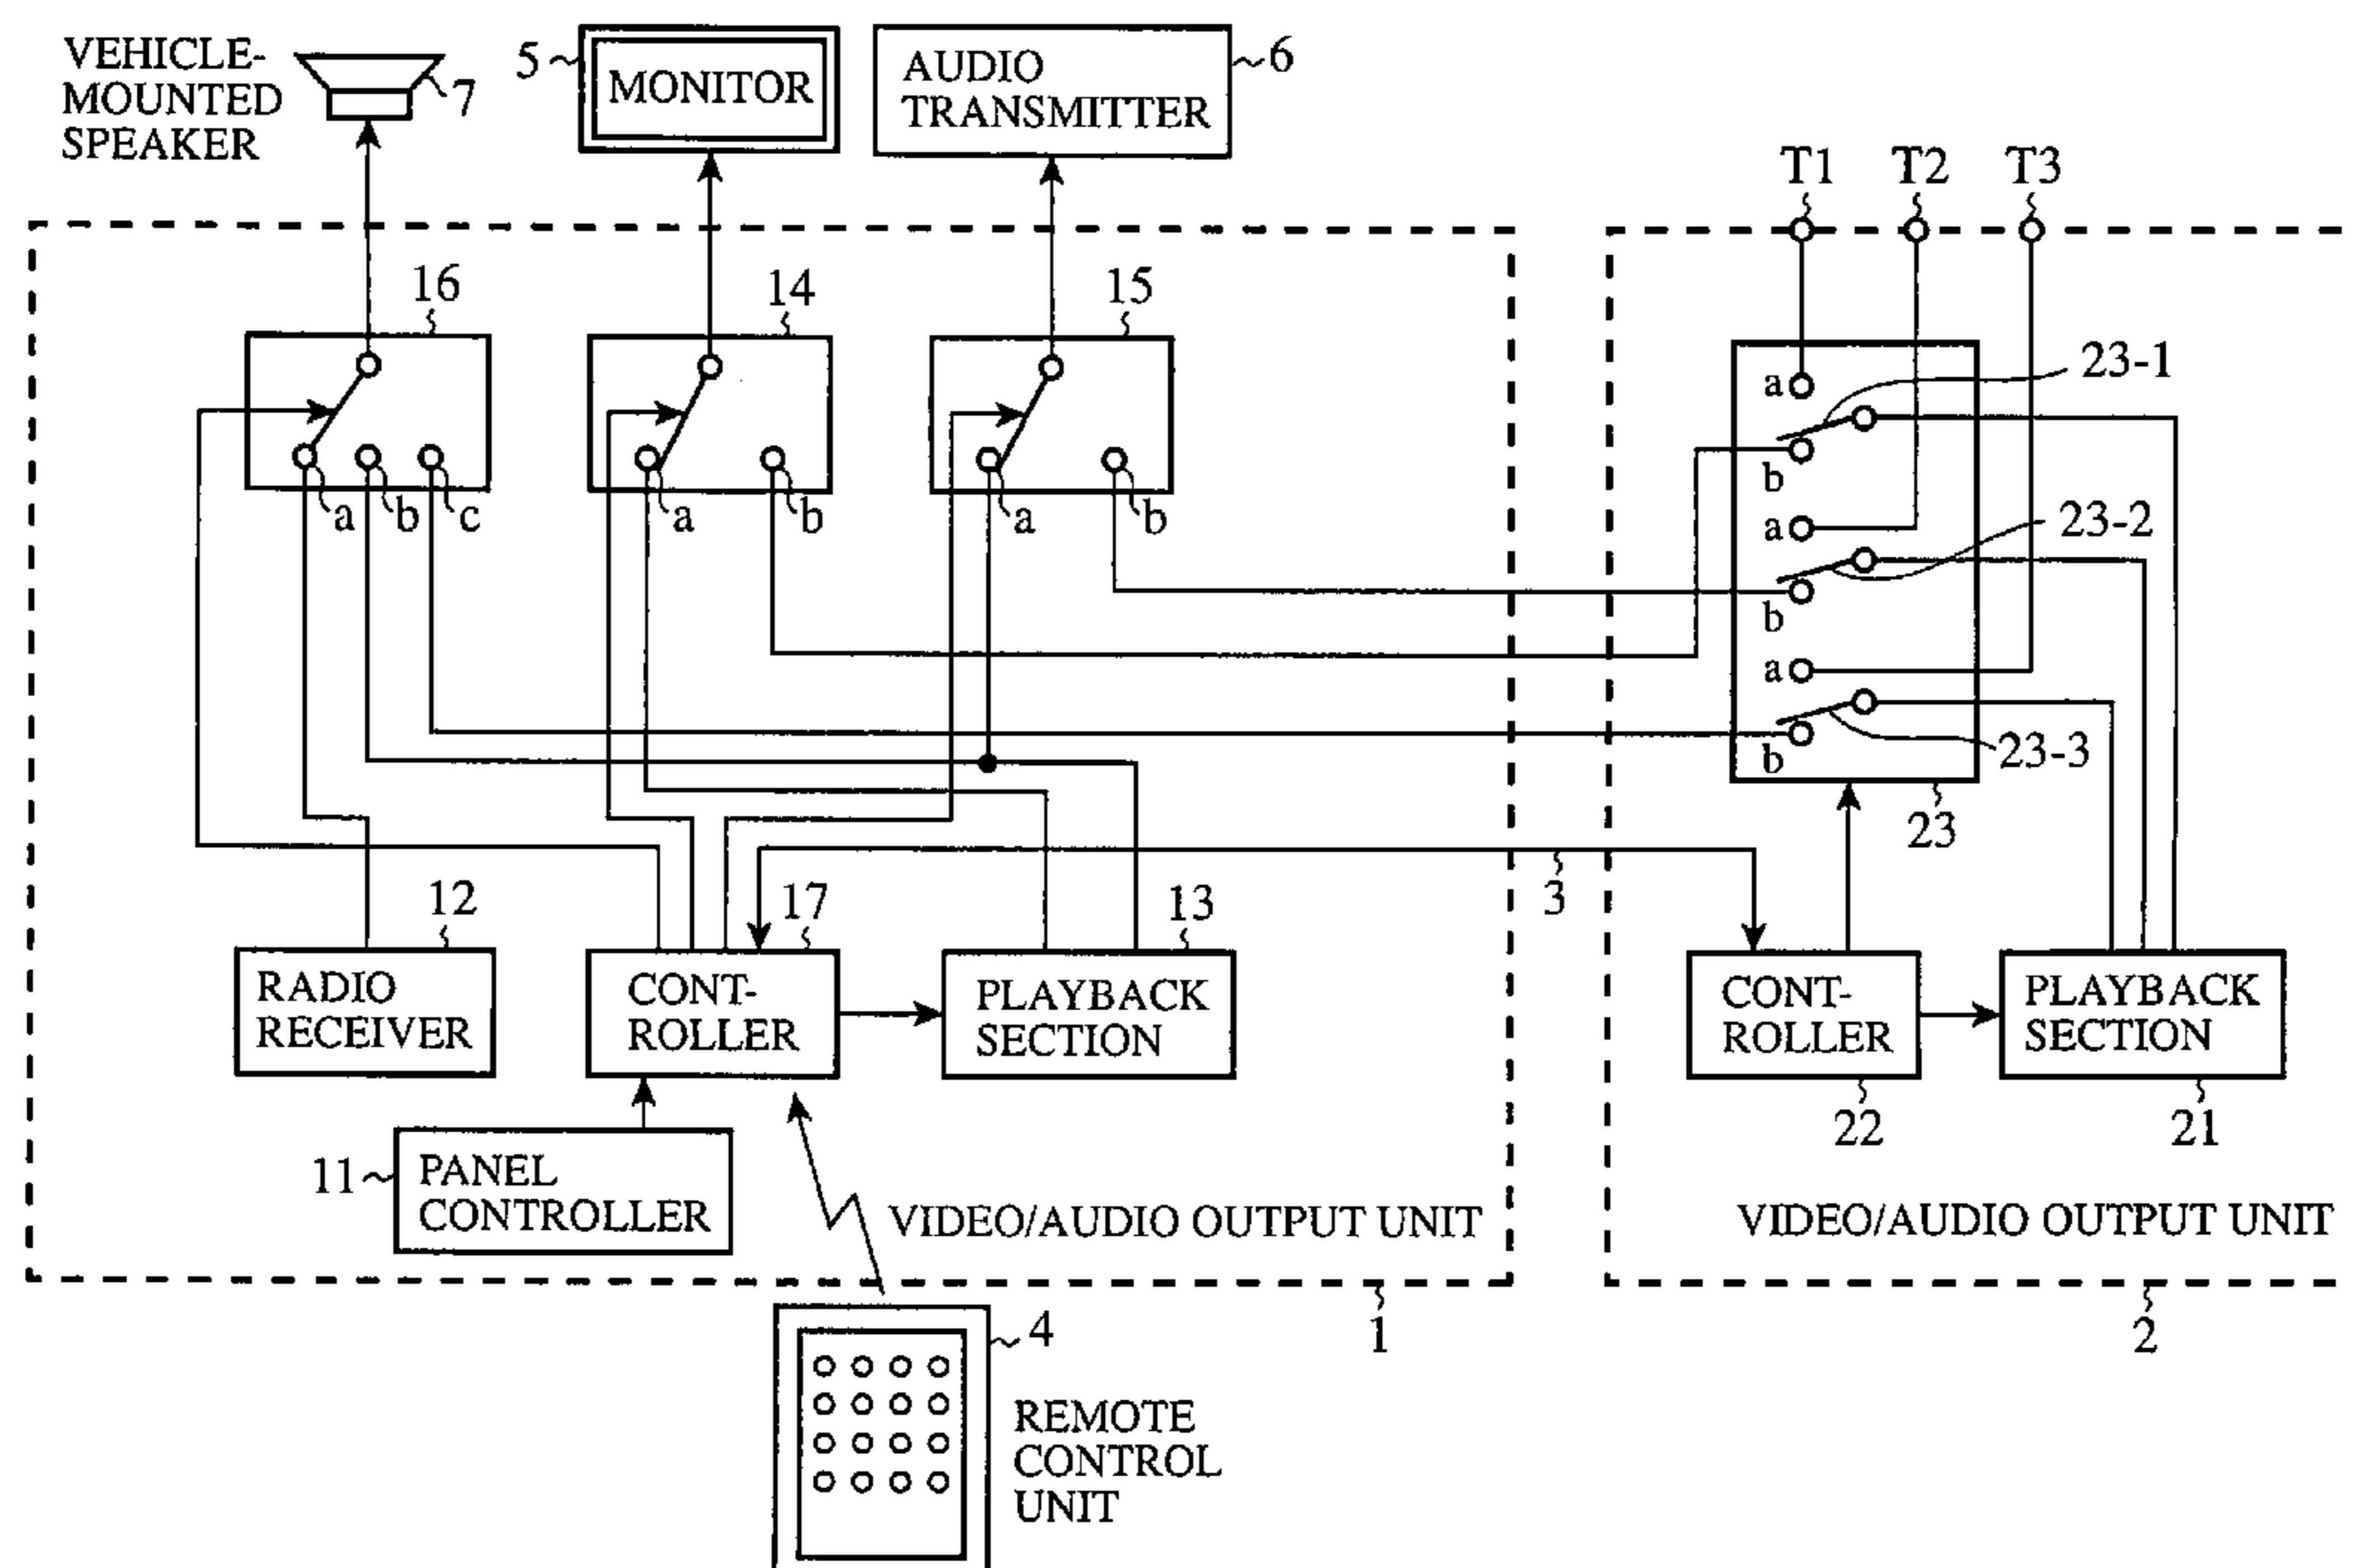 VEHICLE-
MOUNTED
SPEAKER
7
5
MONITOR
AUDIO
TRANSMITTER
6
T1
T2
T3
16
14
15
a
b
c
a
b
a
b
a
b
a
b
a
b
23-1
23-2
23-3
23
3
12
RADIO
RECEIVER
17
CONT-
ROLLER
13
PLAYBACK
SECTION
CONT-
ROLLER
22
PLAYBACK
SECTION
21
11
PANEL
CONTROLLER
VIDEO/AUDIO OUTPUT UNIT
1
VIDEO/AUDIO OUTPUT UNIT
2
4
REMOTE
CONTROL
UNIT